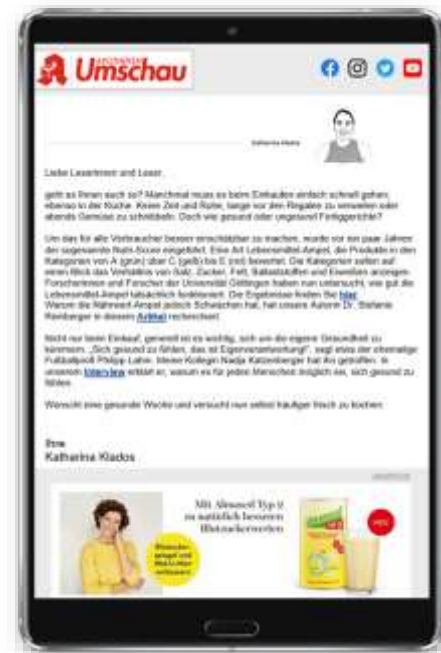 APOTHEKEN
Umschau
Katharina Klados
Liebe Leserinnen und Leser,
geht es Ihnen auch so? Manchmal muss es beim Einkaufen einfach schnell gehen,
ebenso in der Küche. Keine Zeit und Ruhe, lange vor den Regalen zu verweilen oder
abends Gemüse zu schnibbeln. Doch wie gesund oder ungesund Fertiggerichte?
Um das für alle Verbraucher besser einschätzbar zu machen, wurde vor ein paar Jahren
der sogenannte Nutri-Score eingeführt. Eine Art Lebensmittel-Ampel, die Produkte in den
Kategorien von A (grün) über C (gelb) bis E (rot) bewertet. Die Kategorien sollen auf
einen Blick das Verhältnis von Salz, Zucker, Fett, Ballaststoffen und Eiweißen anzeigen.
Forscherinnen und Forscher der Universität Göttingen haben nun untersucht, wie gut die
Lebensmittel-Ampel tatsächlich funktioniert. Die Ergebnisse finden Sie hier.
Warum die Nährwert-Ampel jedoch Schwächen hat, hat unsere Autorin Dr. Stefanie
Reinberger in diesem Artikel recherchiert.
Nicht nur beim Einkauf, generell ist es wichtig, sich um die eigene Gesundheit zu
kümmern. „Sich gesund zu fühlen, das ist Eigenverantwortung!", sagt etwa der ehemalige
Fußballprofi Philipp Lahm. Meine Kollegin Nadja Katzenberger hat ihn getroffen. In
unserem Interview erklärt er, warum es für jeden Menschen möglich sei, sich gesund zu
fühlen.
Wünscht eine gesunde Woche und versucht nun selbst häufiger frisch zu kochen
Ihre
Katharina Klados
ANZEIGE
Mit Almased Typ 2
zu natürlich besseren
Blutzuckerwerten
NEU